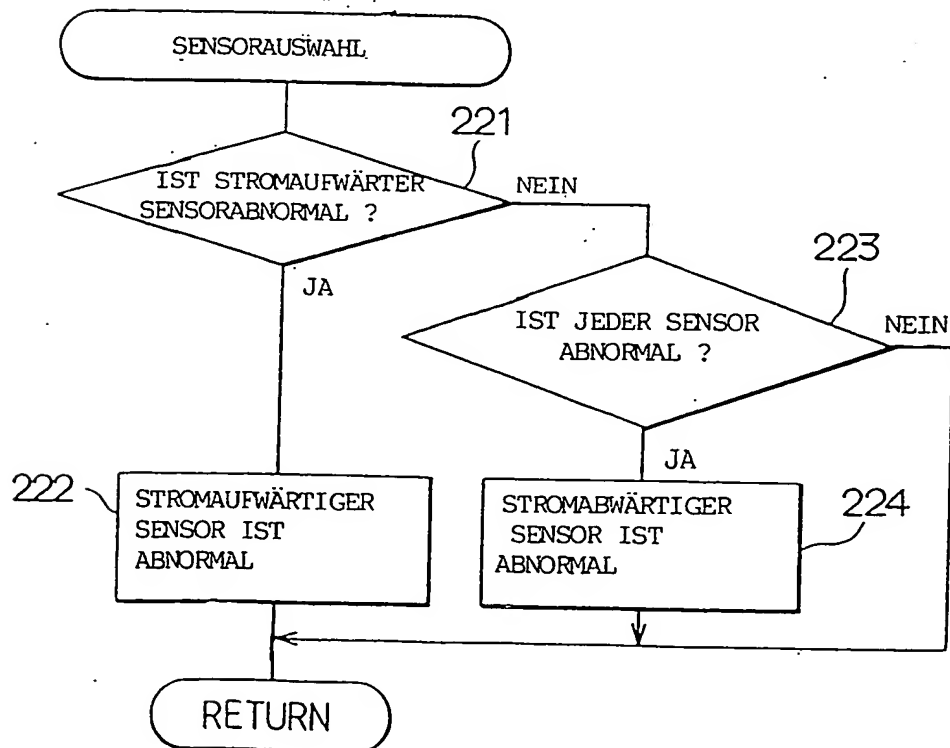 SENSORAUSWAHL
221
IST STROMAUFWÄRTER
SENSORABNORMAL ?
NEIN
JA
223
IST JEDER SENSOR
ABNORMAL ?
NEIN
JA
222
STROMAUFWÄRTIGER
SENSOR IST
ABNORMAL
STROMABWÄRTIGER
SENSOR IST
ABNORMAL
224
RETURN